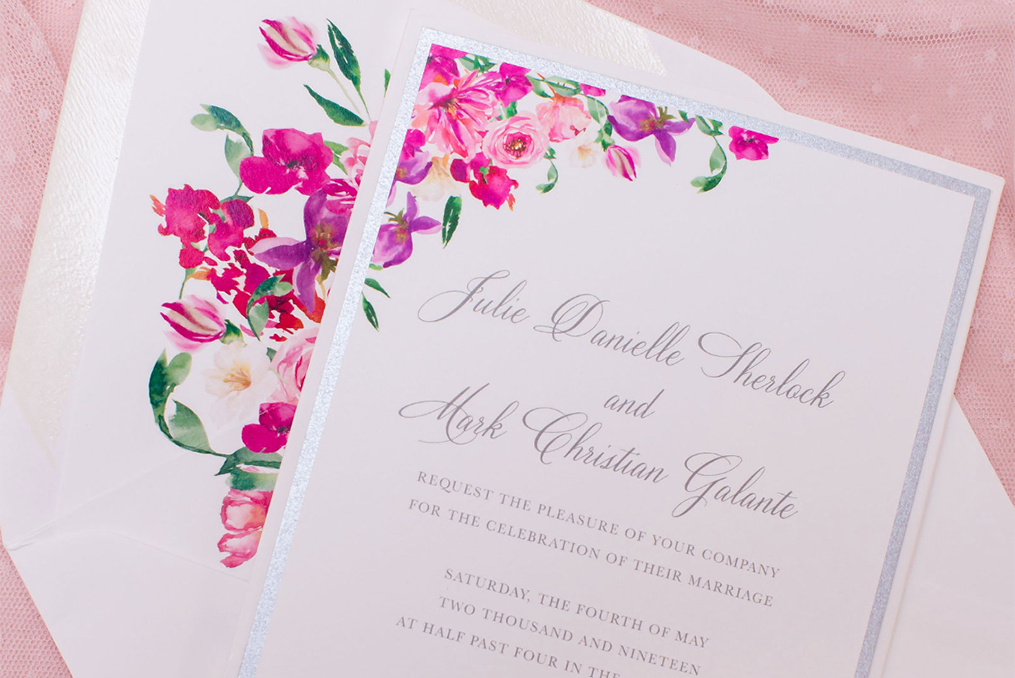 Julie Danielle Sherlock
and
Mark Christian Galante
REQUEST THE PLEASURE OF YOUR COMPANY
FOR THE CELEBRATION OF THEIR MARRIAGE
SATURDAY, THE FOURTH OF MAY
TWO THOUSAND AND NINETEEN
AT HALF PAST FOUR IN THE